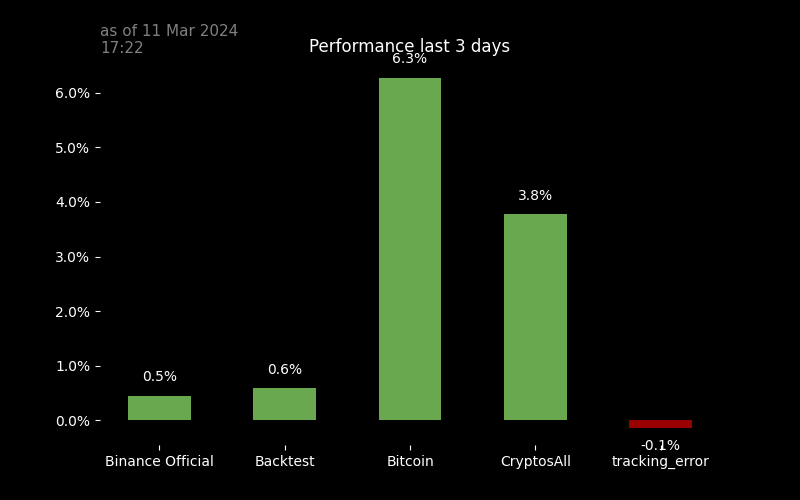 as of 11 Mar 2024
17:22
Performance last 3 days
6.3%
6.0%
5.0%
4.0%
3.8%
3.0%
2.0%
1.0%
0.5%
0.6%
0.0%
-0.1%
Binance Official
Backtest
Bitcoin
CryptosAll
tracking_error